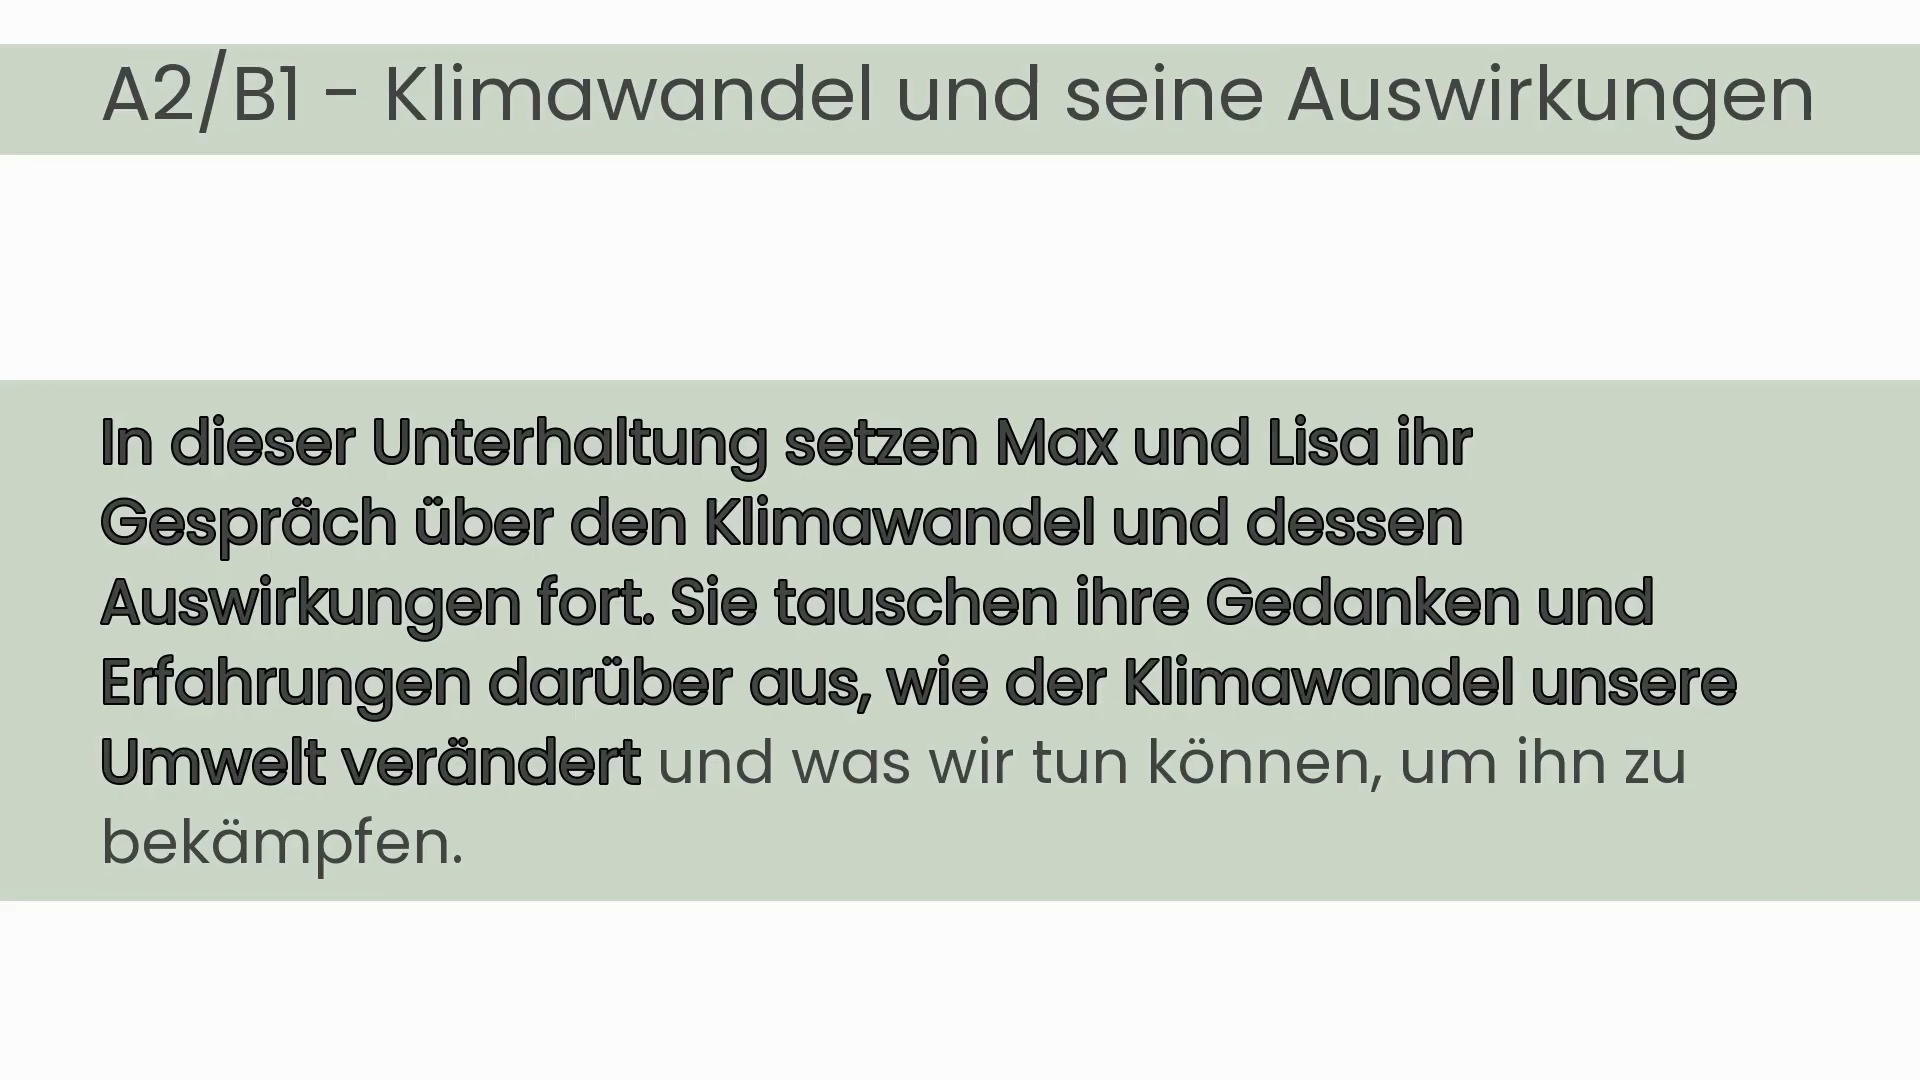 A2/B1 - Klimawandel und seine Auswirkungen
In dieser Unterhaltung setzen Max und Lisa ihr
Gespräch über den Klimawandel und dessen
Auswirkungen fort. Sie tauschen ihre Gedanken und
Erfahrungen darüber aus, wie der Klimawandel unsere
Umwelt verändert und was wir tun können, um ihn zu
bekämpfen.